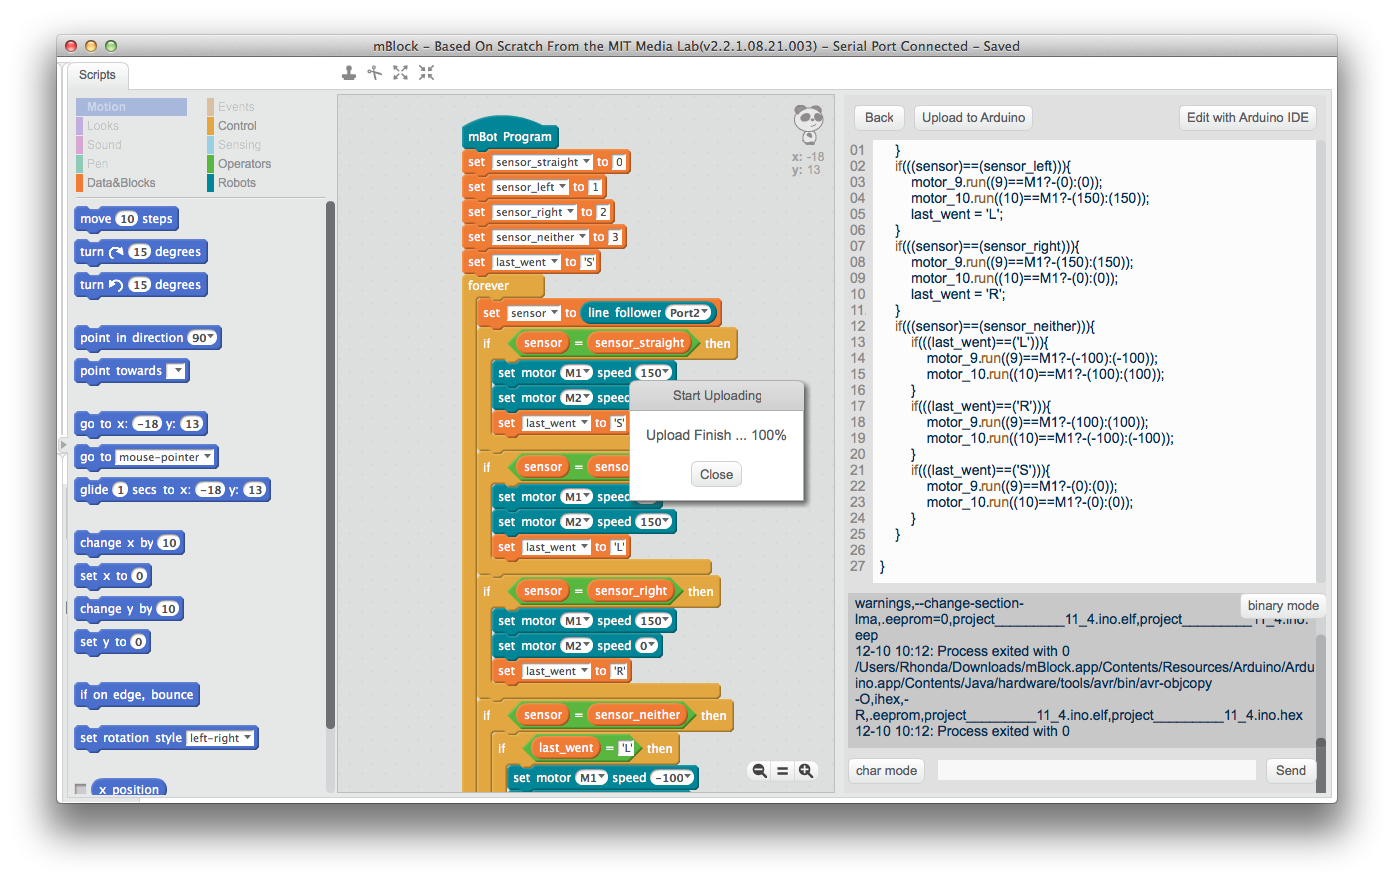 mBlock - Based On Scratch From the MIT Media Lab(v2.2.1.08.21.003) - Serial Port Connected - Saved
Scripts
Motion
Looks
Sound
Pen
Data&Blocks
Events
Control
Sensing
Operators
Robots
move 10 steps
turn 15 degrees
turn 15 degrees
point in direction 90
point towards
go to x: -18 y: 13
go to mouse-pointer
glide 1 secs to x: -18 y: 13
change x by 10
set x to 0
change y by 10
set y to 0
if on edge, bounce
set rotation style left-right
x position
x: -18
y: 13
mBot Program
set sensor_straight to 0
set sensor_left to 1
set sensor_right to 2
set sensor_neither to 3
set last_went to 'S'
forever
set sensor to line follower Port2
if sensor = sensor_straight then
set motor M1 speed 150
set motor M2 speed
set last_went to 'S'
if sensor = senso
set motor M1 speed
set motor M2 speed 150
set last_went to 'L'
if sensor = sensor_right then
set motor M1 speed 150
set motor M2 speed 0
set last_went to 'R'
if sensor = sensor_neither then
if last_went = 'L' then
set motor M1 speed -100
Start Uploading
Upload Finish ... 100%
Close
Back
Upload to Arduino
Edit with Arduino IDE
01 }
02 if(((sensor)==(sensor_left))){
03 motor_9.run((9)==M1?-(0):(0));
04 motor_10.run((10)==M1?-(150):(150));
05 last_went = 'L';
06 }
07 if(((sensor)==(sensor_right))){
08 motor_9.run((9)==M1?-(150):(150));
09 motor_10.run((10)==M1?-(0):(0));
10 last_went = 'R';
11 }
12 if(((sensor)==(sensor_neither))){
13 if(((last_went)==('L'))){
14 motor_9.run((9)==M1?-(-100):(-100));
15 motor_10.run((10)==M1?-(100):(100));
16 }
17 if(((last_went)==('R'))){
18 motor_9.run((9)==M1?-(100):(100));
19 motor_10.run((10)==M1?-(-100):(-100));
20 }
21 if(((last_went)==('S'))){
22 motor_9.run((9)==M1?-(0):(0));
23 motor_10.run((10)==M1?-(0):(0));
24 }
25 }
26
27 }
warnings,--change-section-
lma,.eeprom=0,project__________11_4.ino.elf,project__________11_4.ino.
eep
12-10 10:12: Process exited with 0
/Users/Rhonda/Downloads/mBlock.app/Contents/Resources/Arduino/Ardu
ino.app/Contents/Java/hardware/tools/avr/bin/avr-objcopy
-O,ihex,-
R,.eeprom,project__________11_4.ino.elf,project__________11_4.ino.hex
12-10 10:12: Process exited with 0
binary mode
char mode
Send